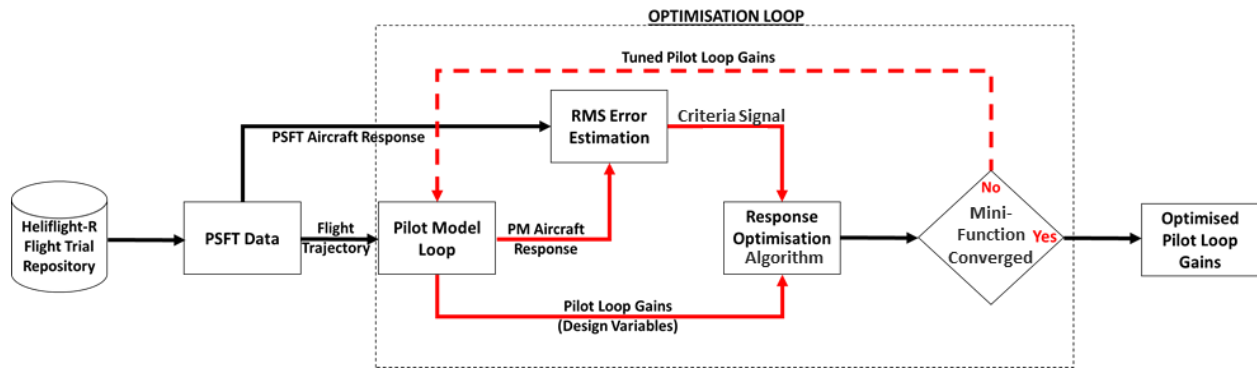 OPTIMISATION LOOP
Tuned Pilot Loop Gains
RMS Error
Estimation
Criteria Signal
PSFT Aircraft Response
Heliflight-R
Flight Trial
Repository
PSFT Data
Flight
Trajectory
Pilot Model
Loop
PM Aircraft
Response
Response
Optimisation
Algorithm
No
Mini-
Function
Converged
Yes
Optimised
Pilot Loop
Gains
Pilot Loop Gains
(Design Variables)